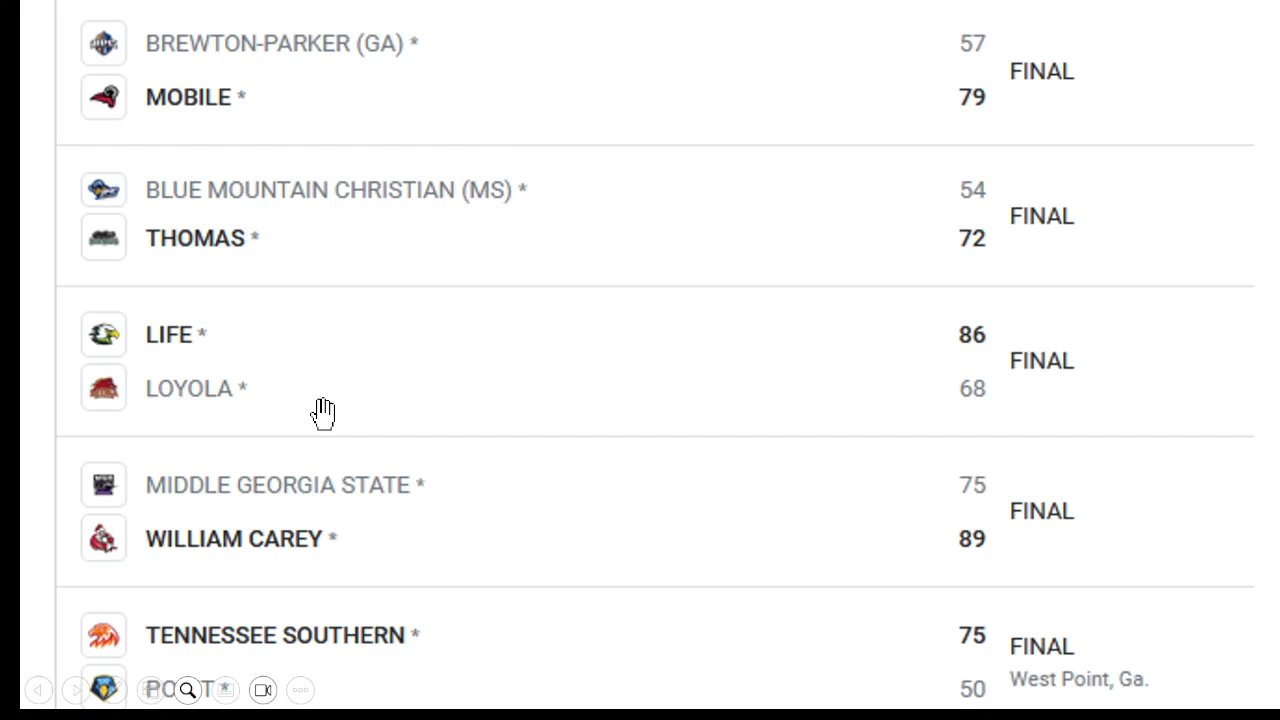 BREWTON-PARKER (GA) * 57
FINAL
MOBILE * 79
BLUE MOUNTAIN CHRISTIAN (MS) * 54
FINAL
THOMAS * 72
LIFE * 86
FINAL
LOYOLA * 68
MIDDLE GEORGIA STATE * 75
FINAL
WILLIAM CAREY * 89
TENNESSEE SOUTHERN * 75
FINAL
West Point, Ga.
50